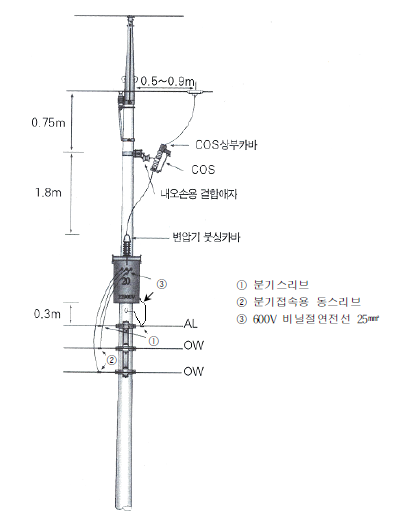 0.5~0.9m
0.75m
COS상부카바
COS
1.8m
내오손용 결합애자
변압기 붓싱카바
③
20
① 분기스리브
0.3m
② 분기접속용 동스리브
AL
③ 600V 비닐절연전선 25㎟
①
OW
②
OW